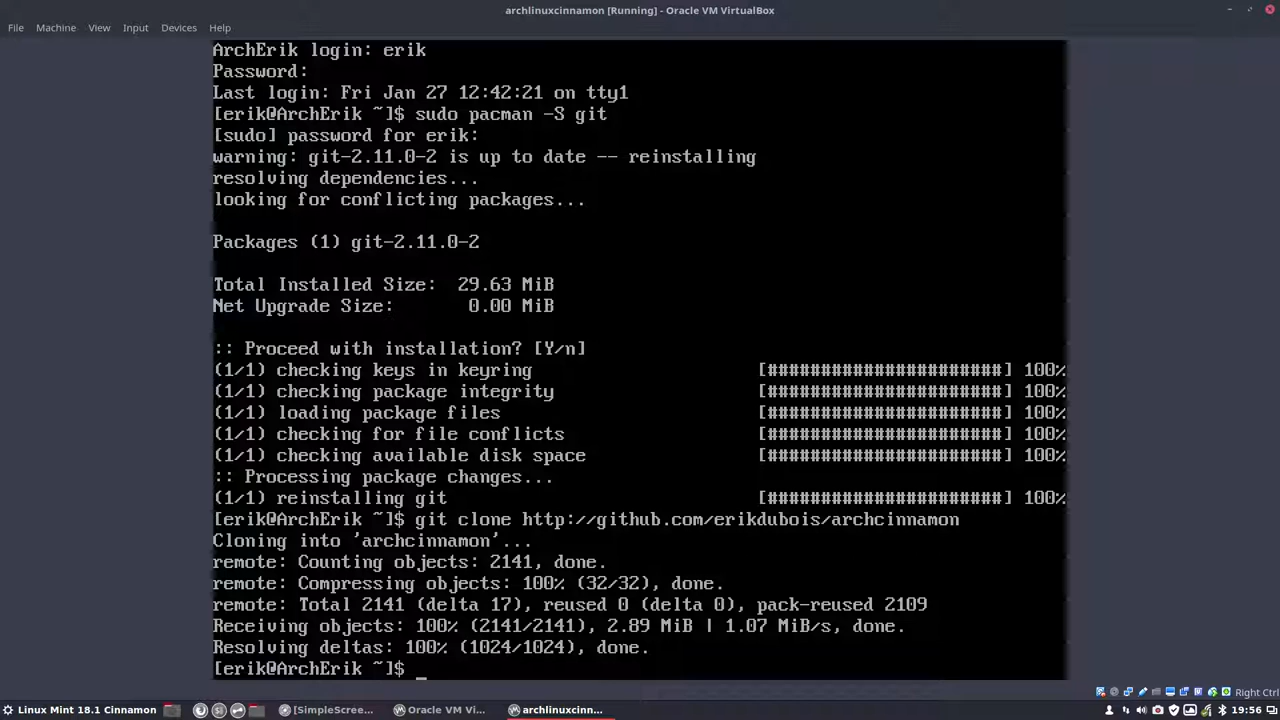 archlinuxcinnamon [Running] - Oracle VM VirtualBox
File Machine View Input Devices Help
ArchErik login: erik
Password:
Last login: Fri Jan 27 12:42:21 on tty1
[erik@ArchErik ~]$ sudo pacman -S git
[sudo] password for erik:
warning: git-2.11.0-2 is up to date -- reinstalling
resolving dependencies...
looking for conflicting packages...
Packages (1) git-2.11.0-2
Total Installed Size:  29.63 MiB
Net Upgrade Size:       0.00 MiB
:: Proceed with installation? [Y/n]
(1/1) checking keys in keyring [######################] 100%
(1/1) checking package integrity [######################] 100%
(1/1) loading package files [######################] 100%
(1/1) checking for file conflicts [######################] 100%
(1/1) checking available disk space [######################] 100%
:: Processing package changes...
(1/1) reinstalling git [######################] 100%
[erik@ArchErik ~]$ git clone http://github.com/erikdubois/archcinnamon
Cloning into 'archcinnamon'...
remote: Counting objects: 2141, done.
remote: Compressing objects: 100% (32/32), done.
remote: Total 2141 (delta 17), reused 0 (delta 0), pack-reused 2109
Receiving objects: 100% (2141/2141), 2.89 MiB | 1.07 MiB/s, done.
Resolving deltas: 100% (1024/1024), done.
[erik@ArchErik ~]$ _
Right Ctrl
Linux Mint 18.1 Cinnamon [SimpleScree... Oracle VM Vi... archlinuxcinn... 19:56